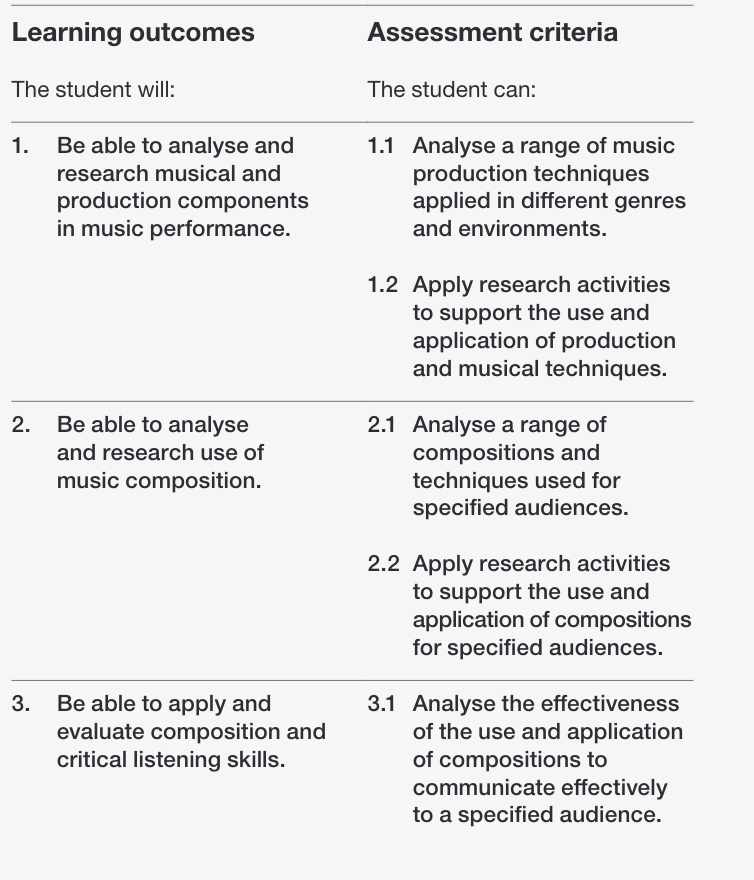 Learning outcomes
Assessment criteria
The student will:
The student can:
1. Be able to analyse and
research musical and
production components
in music performance.
1.1 Analyse a range of music
production techniques
applied in different genres
and environments.
1.2 Apply research activities
to support the use and
application of production
and musical techniques.
2. Be able to analyse
and research use of
music composition.
2.1 Analyse a range of
compositions and
techniques used for
specified audiences.
2.2 Apply research activities
to support the use and
application of compositions
for specified audiences.
3. Be able to apply and
evaluate composition and
critical listening skills.
3.1 Analyse the effectiveness
of the use and application
of compositions to
communicate effectively
to a specified audience.